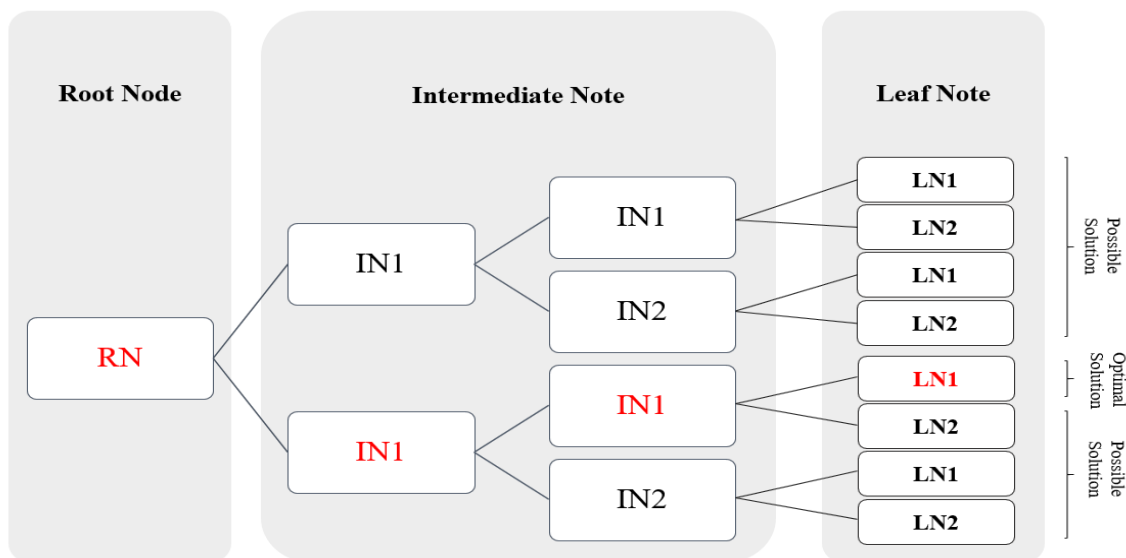 Root Node
Intermediate Note
Leaf Note
RN
IN1
IN1
IN1
IN2
IN1
IN2
LN1
LN2
LN1
LN2
LN1
LN2
LN1
LN2
Possible
Solution
Optimal
Solution
Possible
Solution